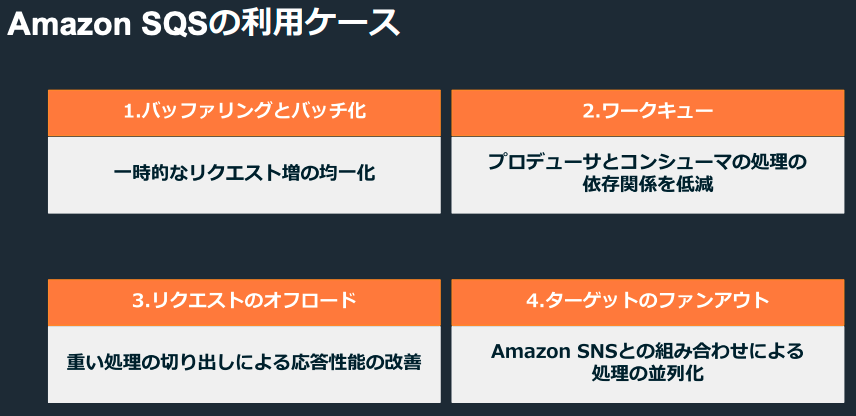 Amazon SQSの利用ケース
1.バッファリングとバッチ化
一時的なリクエスト増の均一化
2.ワークキュー
プロデューサとコンシューマの処理の
依存関係を低減
3.リクエストのオフロード
重い処理の切り出しによる応答性能の改善
4.ターゲットのファンアウト
Amazon SNSとの組み合わせによる
処理の並列化